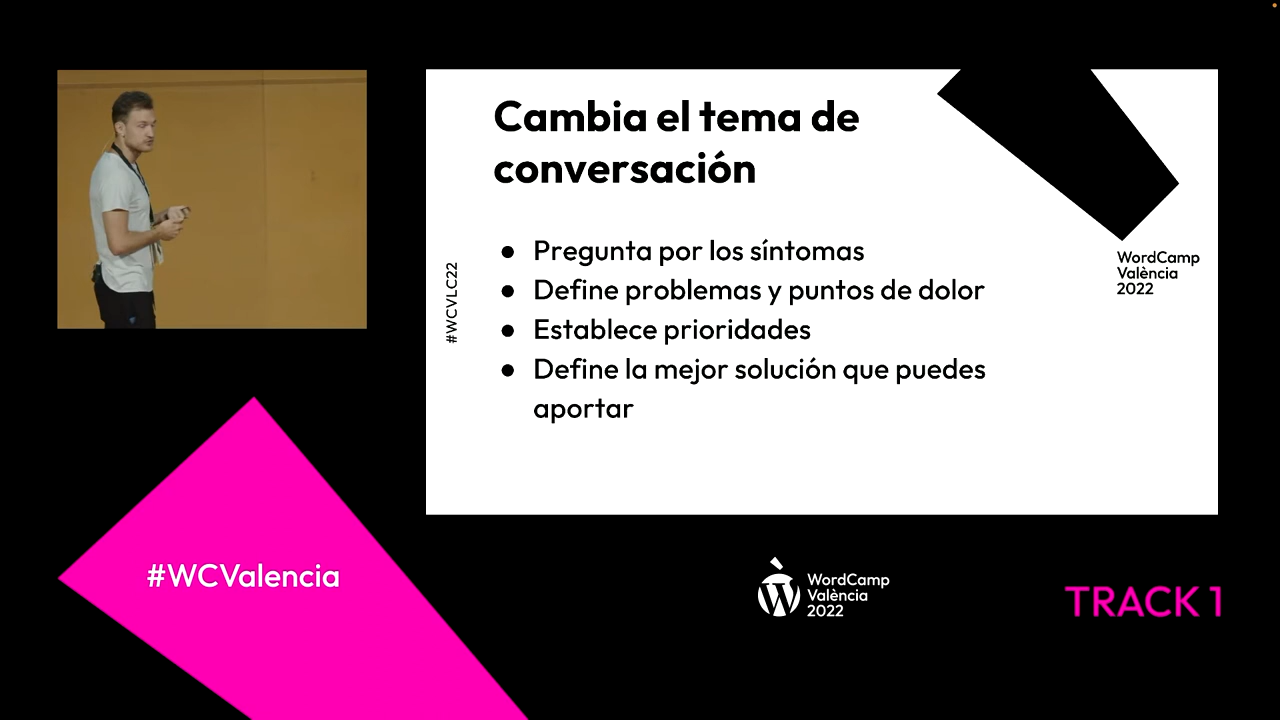 Cambia el tema de
conversación
● Pregunta por los síntomas
● Define problemas y puntos de dolor
● Establece prioridades
● Define la mejor solución que puedes
aportar
#WCVLC22
WordCamp
València
2022
#WCValencia
WordCamp
València
2022
TRACK 1